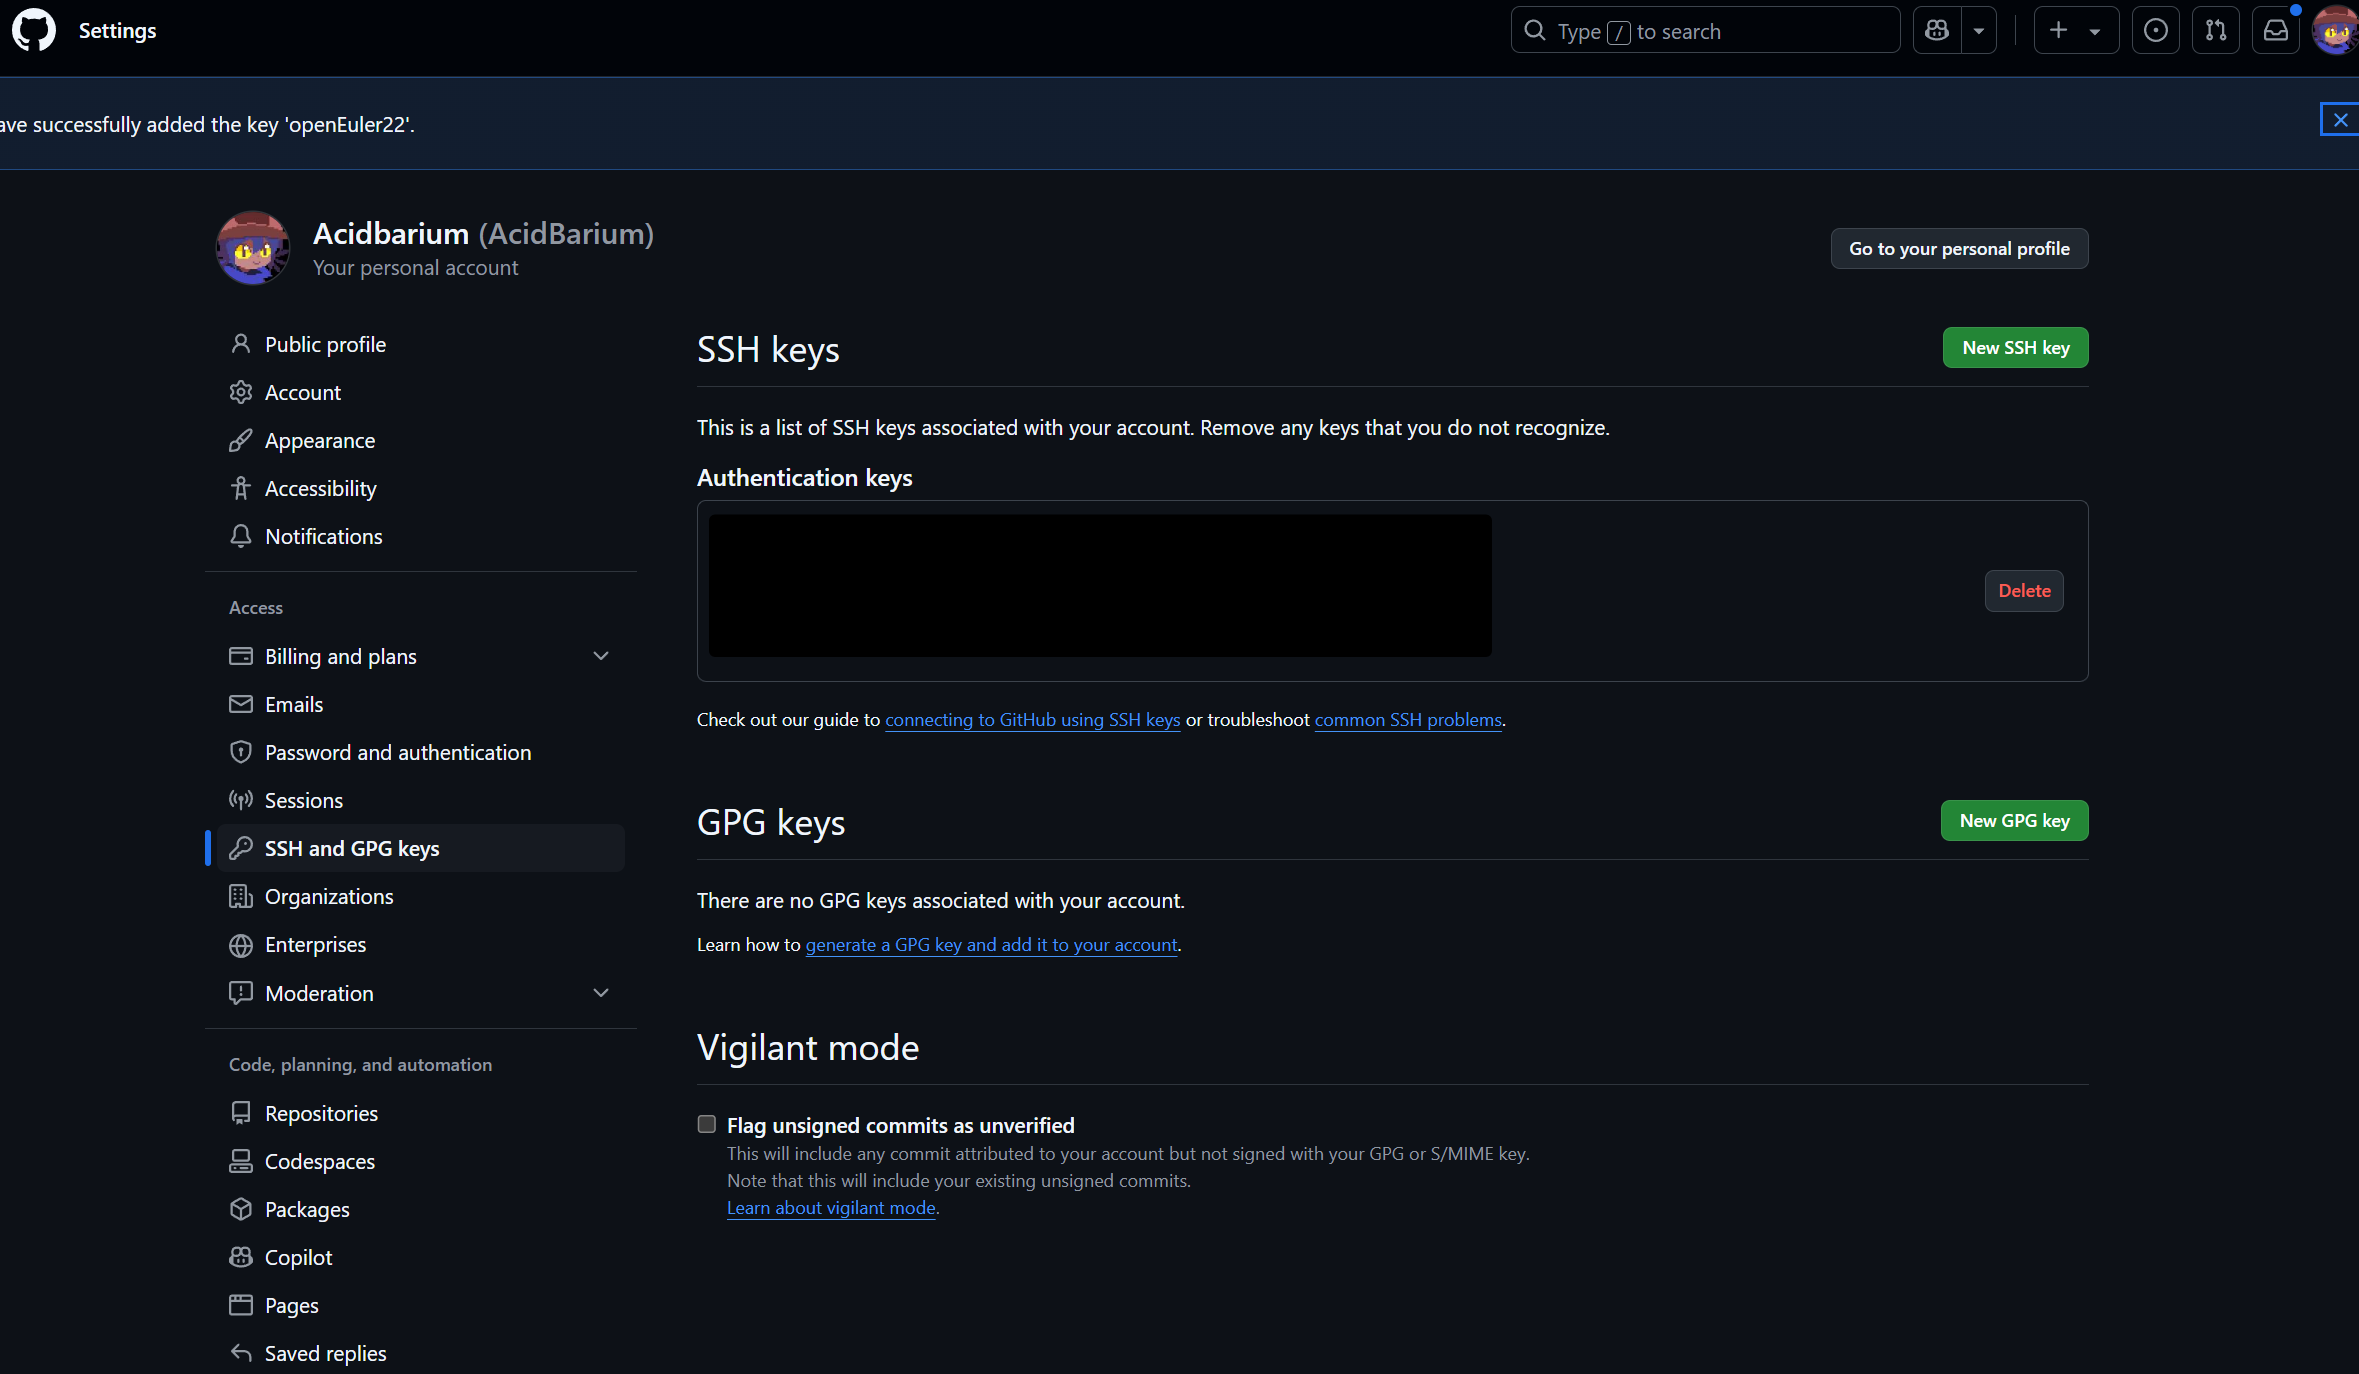 Settings
Type / to search
ave successfully added the key 'openEuler22'.
Acidbarium (AcidBarium)
Your personal account
Go to your personal profile
Public profile
Account
Appearance
Accessibility
Notifications
Access
Billing and plans
Emails
Password and authentication
Sessions
SSH and GPG keys
Organizations
Enterprises
Moderation
Code, planning, and automation
Repositories
Codespaces
Packages
Copilot
Pages
Saved replies
SSH keys
New SSH key
This is a list of SSH keys associated with your account. Remove any keys that you do not recognize.
Authentication keys
Delete
Check out our guide to connecting to GitHub using SSH keys or troubleshoot common SSH problems.
GPG keys
New GPG key
There are no GPG keys associated with your account.
Learn how to generate a GPG key and add it to your account.
Vigilant mode
Flag unsigned commits as unverified
This will include any commit attributed to your account but not signed with your GPG or S/MIME key.
Note that this will include your existing unsigned commits.
Learn about vigilant mode.